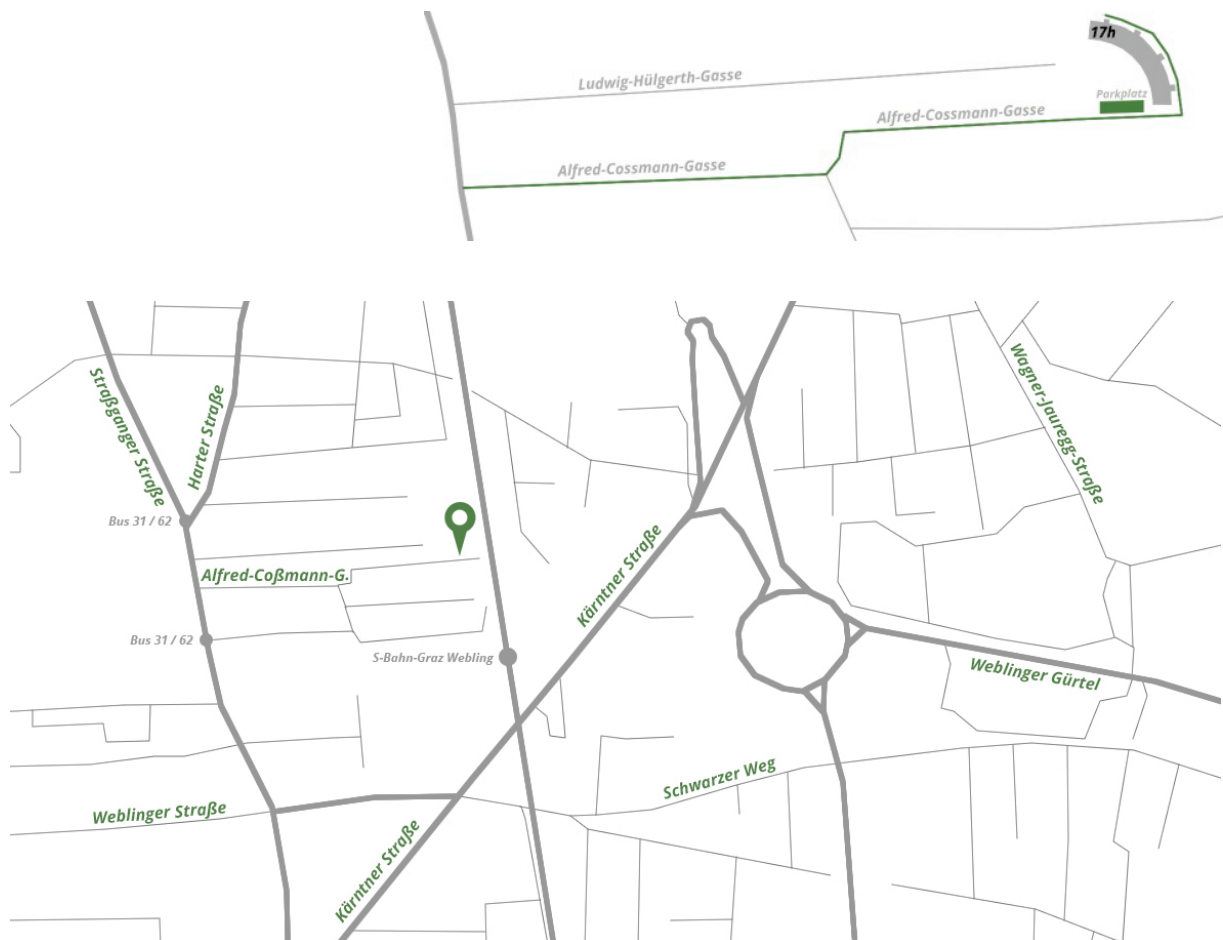 17h
Ludwig-Hülgerth-Gasse
Parkplatz
Alfred-Cossmann-Gasse
Alfred-Cossmann-Gasse
Straßganger Straße
Harter Straße
Wagner-Jauregg-Straße
Bus 31 / 62
Kärntner Straße
Alfred-Coßmann-G.
Bus 31 / 62
S-Bahn-Graz Webling
Weblinger Gürtel
Schwarzer Weg
Weblinger Straße
Kärntner Straße